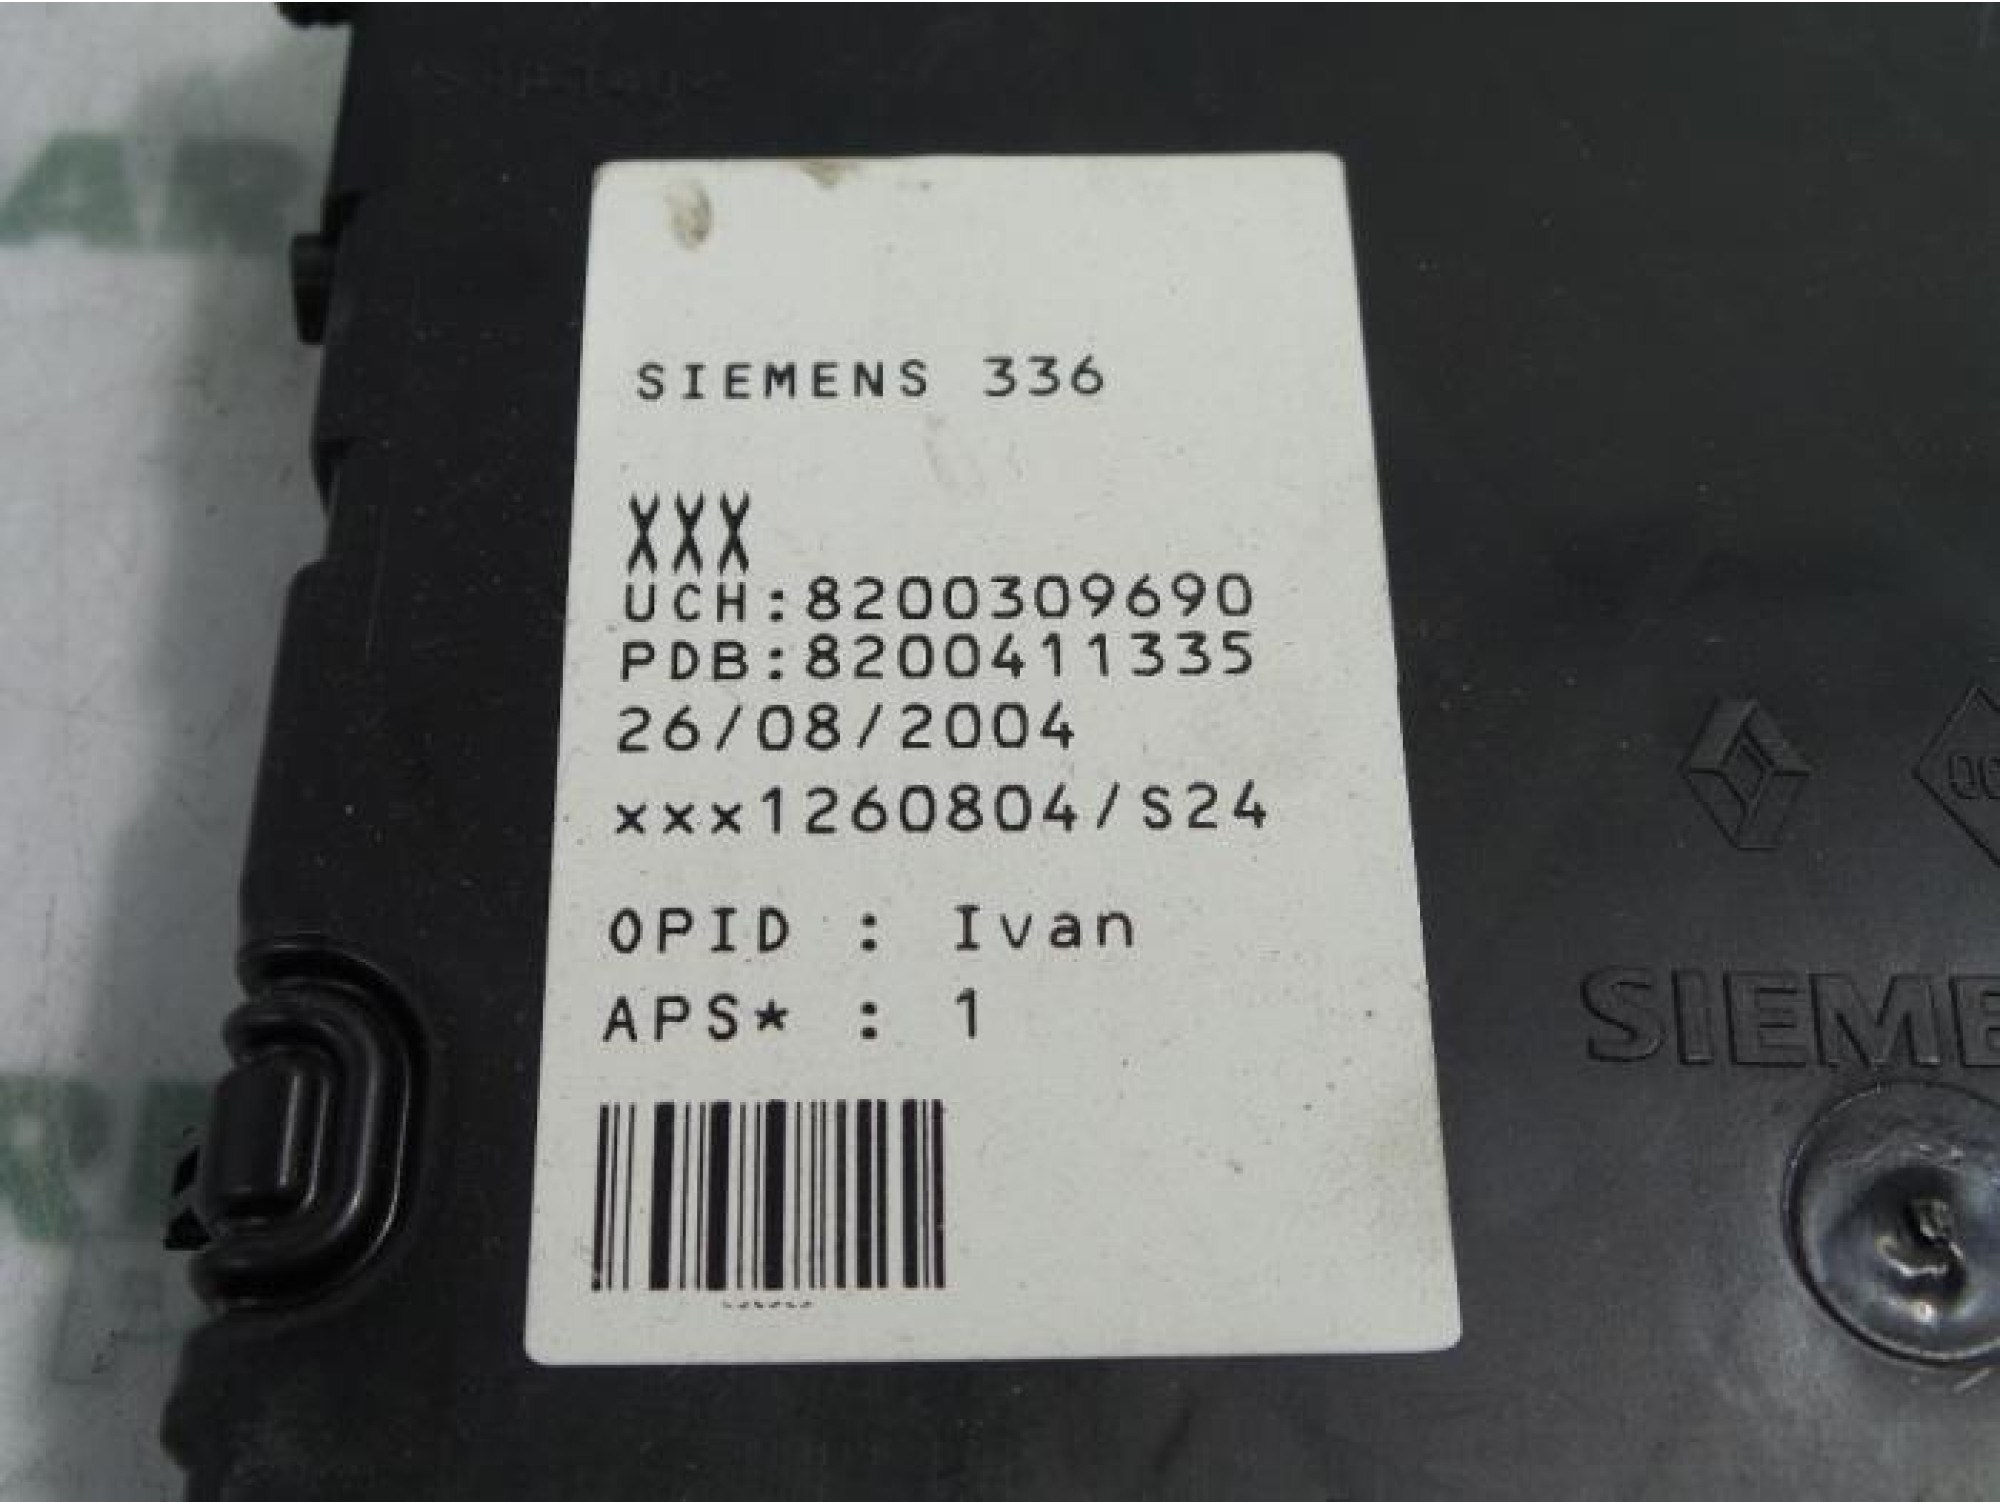 SIEMENS 336
XXX
UCH:8200309690
PDB:8200411335
26/08/2004
xxx1260804/S24
OPID : Ivan
APS* : 1
SIEME